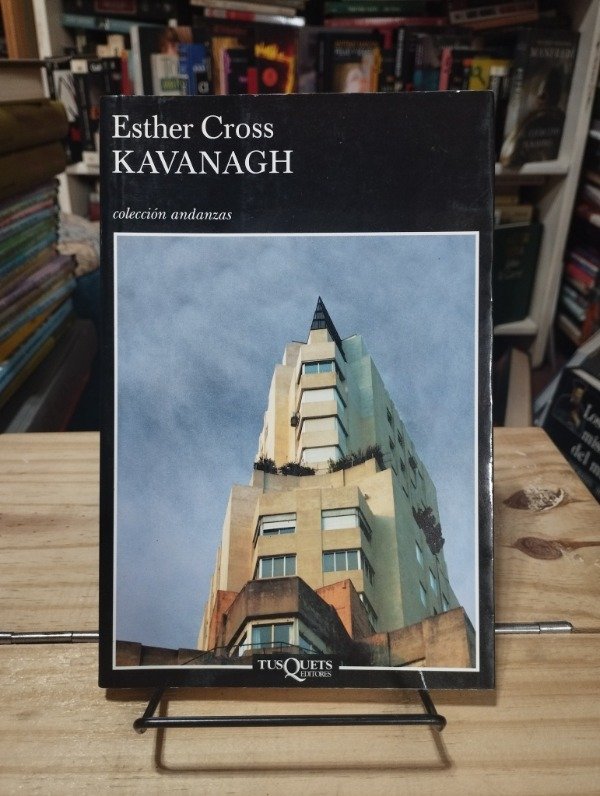 Esther Cross
KAVANAGH
colección andanzas
TUSQUETS
EDITORES